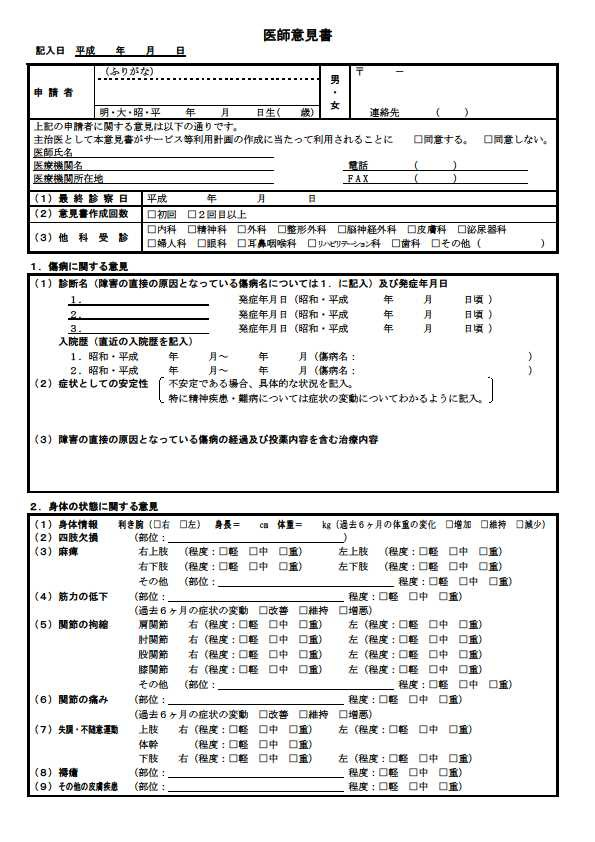 医師意見書
記入日 平成 年 月 日
(ふりがな)
申請者
男・女
〒 －
明・大・昭・平 年 月 日生( 歳)
連絡先 ( )
上記の申請者に関する意見は以下の通りです。
主治医として本意見書がサービス等利用計画の作成に当たって利用されることに □同意する。 □同意しない。
医師氏名
医療機関名 電話 ( )
医療機関所在地 FAX ( )
(1)最終診察日 平成 年 月 日
(2)意見書作成回数 □初回 □2回目以上
(3)他科受診 □内科 □精神科 □外科 □整形外科 □脳神経外科 □皮膚科 □泌尿器科
□婦人科 □眼科 □耳鼻咽喉科 □リハビリテーション科 □歯科 □その他( )
1.傷病に関する意見
(1)診断名(障害の直接の原因となっている傷病名については1.に記入)及び発症年月日
1. 発症年月日(昭和・平成 年 月 日頃 )
2. 発症年月日(昭和・平成 年 月 日頃 )
3. 発症年月日(昭和・平成 年 月 日頃 )
入院歴(直近の入院歴を記入)
1.昭和・平成 年 月～ 年 月(傷病名: )
2.昭和・平成 年 月～ 年 月(傷病名: )
(2)症状としての安定性 不安定である場合、具体的な状況を記入。
特に精神疾患・難病については症状の変動についてわかるように記入。
(3)障害の直接の原因となっている傷病の経過及び投薬内容を含む治療内容
2.身体の状態に関する意見
(1)身体情報 利き腕(□右 □左) 身長= cm 体重= kg(過去6ヶ月の体重の変化 □増加 □維持 □減少)
(2)四肢欠損 (部位: )
(3)麻痺 右上肢 (程度:□軽 □中 □重) 左上肢 (程度:□軽 □中 □重)
右下肢 (程度:□軽 □中 □重) 左下肢 (程度:□軽 □中 □重)
その他 (部位: 程度:□軽 □中 □重)
(4)筋力の低下 (部位: 程度:□軽 □中 □重)
(過去6ヶ月の症状の変動 □改善 □維持 □増悪)
(5)関節の拘縮 肩関節 右(程度:□軽 □中 □重) 左(程度:□軽 □中 □重)
肘関節 右(程度:□軽 □中 □重) 左(程度:□軽 □中 □重)
股関節 右(程度:□軽 □中 □重) 左(程度:□軽 □中 □重)
膝関節 右(程度:□軽 □中 □重) 左(程度:□軽 □中 □重)
その他 (部位: 程度:□軽 □中 □重)
(6)関節の痛み (部位: 程度:□軽 □中 □重)
(過去6ヶ月の症状の変動 □改善 □維持 □増悪)
(7)失調・不随意運動 上肢 右(程度:□軽 □中 □重) 左(程度:□軽 □中 □重)
体幹 (程度:□軽 □中 □重)
下肢 右(程度:□軽 □中 □重) 左(程度:□軽 □中 □重)
(8)褥瘡 (部位: 程度:□軽 □中 □重)
(9)その他の皮膚疾患 (部位: 程度:□軽 □中 □重)